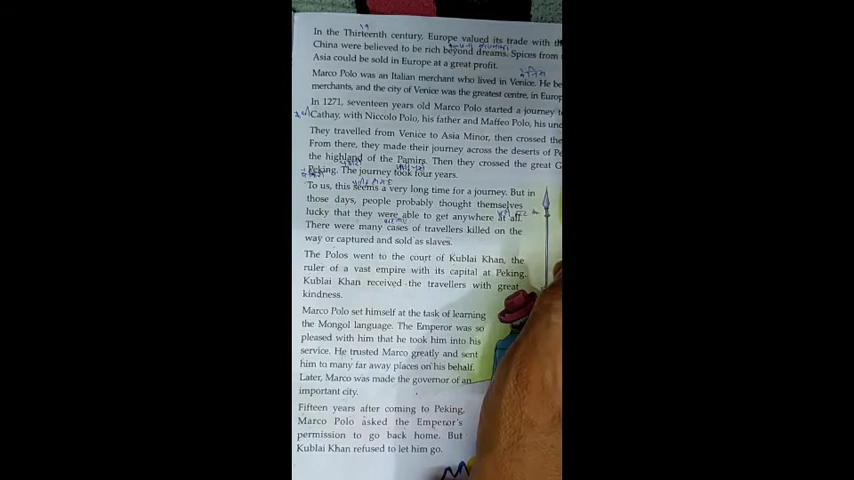 In the Thirteenth century, Europe valued its trade with
China were believed to be rich beyond dreams. Spices from
Asia could be sold in Europe at a great profit.
Marco Polo was an Italian merchant who lived in Venice. He
merchants, and the city of Venice was the greatest centre, in
In 1271, seventeen years old Marco Polo started a journey
Cathay, with Niccolo Polo, his father and Maffeo Polo, his
They travelled from Venice to Asia Minor, then crossed the
From there, they made their journey across the deserts of
the highland of the Pamirs. Then they crossed the great
Peking. The journey took four years.
To us, this seems a very long time for a journey. But in
those days, people probably thought themselves
lucky that they were able to get anywhere at all.
There were many cases of travellers killed on the
way or captured and sold as slaves.
The Polos went to the court of Kublai Khan, the
ruler of a vast empire with its capital at Peking.
Kublai Khan received the travellers with great
kindness.
Marco Polo set himself at the task of learning
the Mongol language. The Emperor was so
pleased with him that he took him into his
service. He trusted Marco greatly and sent
him to many far away places on his behalf.
Later, Marco was made the governor of an
important city.
Fifteen years after coming to Peking,
Marco Polo asked the Emperor's
permission to go back home. But
Kublai Khan refused to let him go.